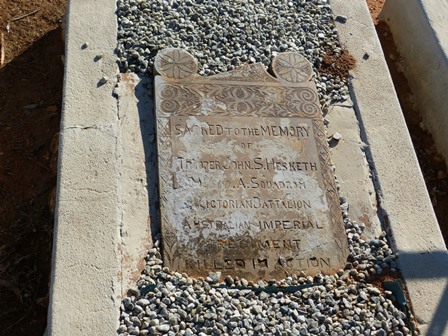 SACRED TO THE MEMORY
OF
TROOPER JOHN. S. HESKETH
A. SQUADRON
VICTORIAN BATTALION
AUSTRALIAN IMPERIAL
REGIMENT
KILLED IN ACTION